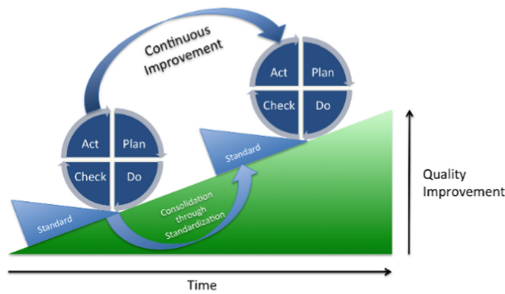 Continuous
Improvement
Act
Plan
Check
Do
Standard
Act
Plan
Check
Do
Standard
Consolidation
through
Standardization
Quality
Improvement
Time